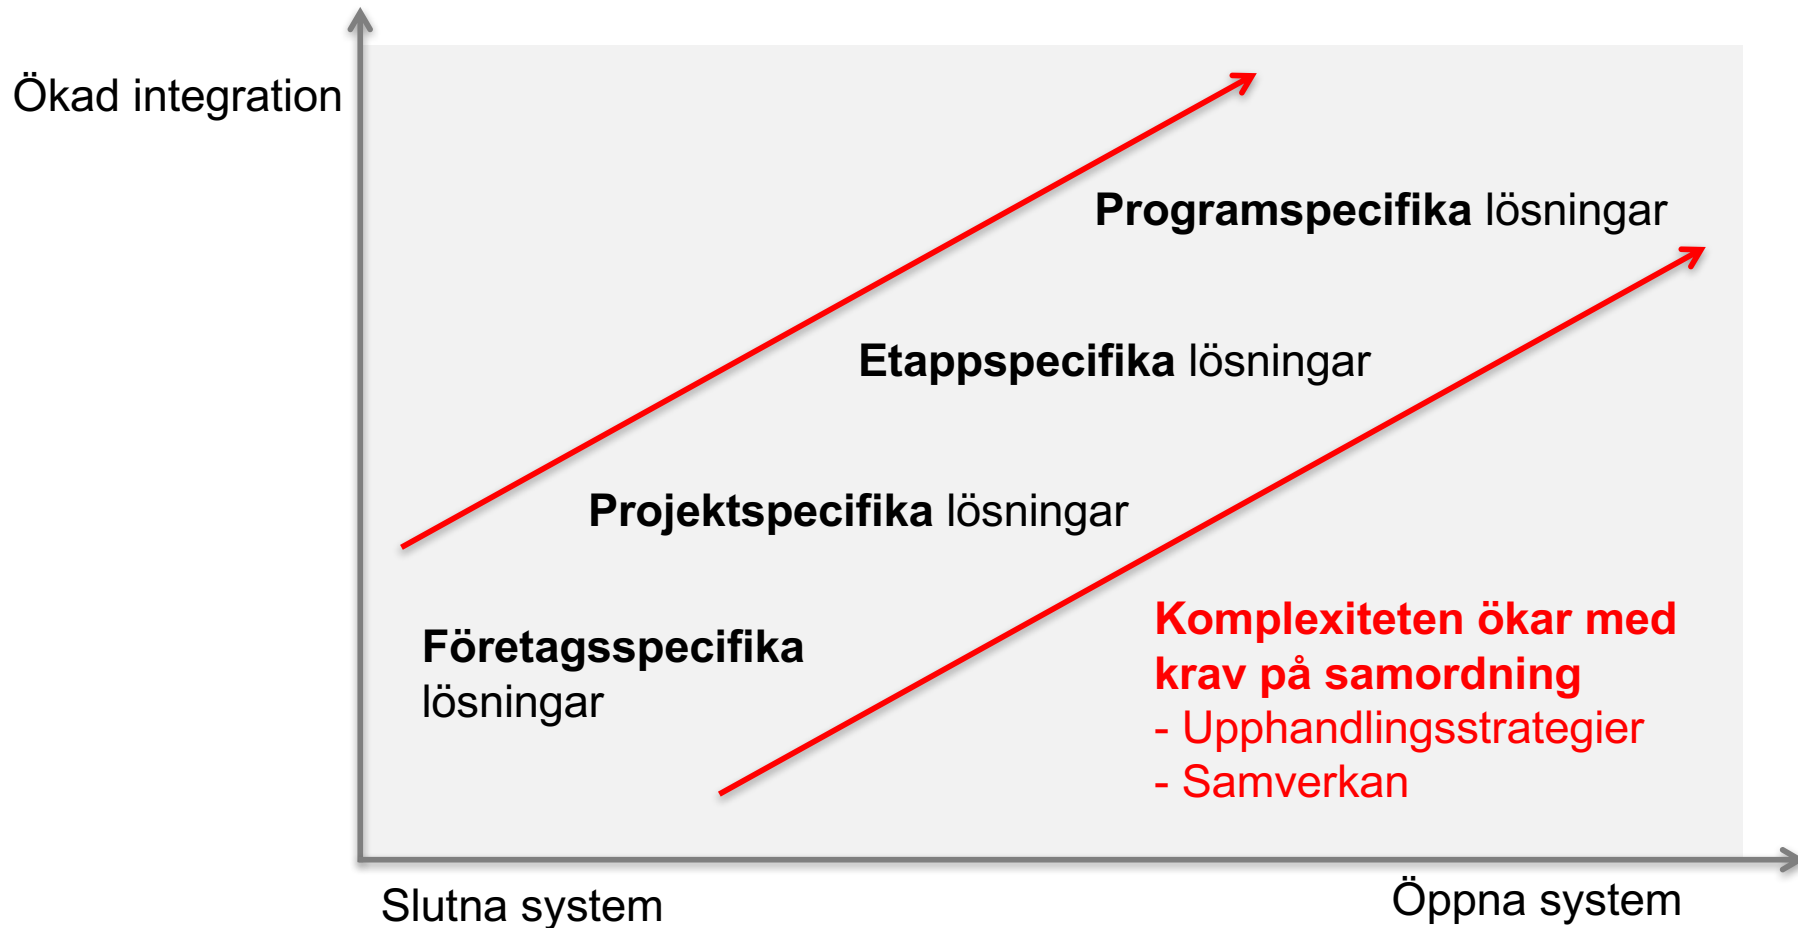 Ökad integration
Programspecifika lösningar
Etappspecifika lösningar
Projektspecifika lösningar
Företagsspecifika
lösningar
Komplexiteten ökar med
krav på samordning
- Upphandlingsstrategier
- Samverkan
Slutna system
Öppna system